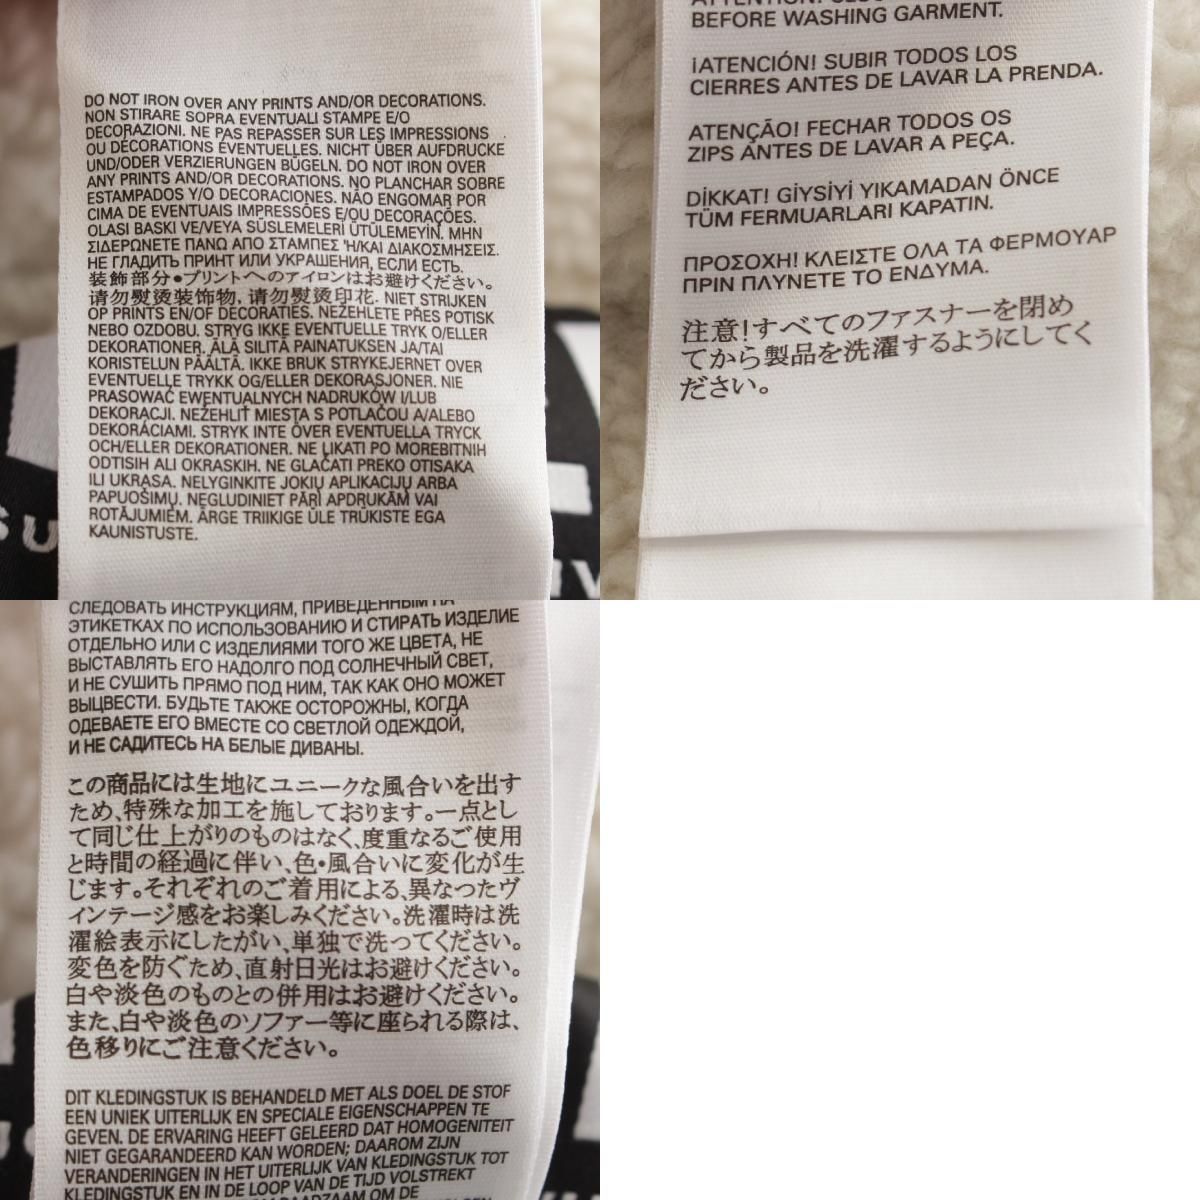 DO NOT IRON OVER ANY PRINTS AND/OR DECORATIONS.
NON STIRARE SOPRA EVENTUALI STAMPE E/O
DECORAZIONI. NE PAS REPASSER SUR LES IMPRESSIONS
OU DÉCORATIONS ÉVENTUELLES. NICHT ÜBER AUFDRUCKE
UND/ODER VERZIERUNGEN BÜGELN. DO NOT IRON OVER
ANY PRINTS AND/OR DECORATIONS. NO PLANCHAR SOBRE
ESTAMPADOS Y/O DECORACIONES. NÃO ENGOMAR POR
CIMA DE EVENTUAIS IMPRESSÕES E/OU DECORAÇÕES.
OLASI BASKI VE/VEYA SÜSLEMELERİ ÜTÜLEMEYİN. ΜΗΝ
ΣΙΔΕΡΩΝΕΤΕ ΠΑΝΩ ΑΠΟ ΣΤΑΜΠΕΣ Ή/ΚΑΙ ΔΙΑΚΟΣΜΗΣΕΙΣ.
НЕ ГЛАДИТЬ ПРИНТ ИЛИ УКРАШЕНИЯ, ЕСЛИ ЕСТЬ.
装飾部分•プリントへのアイロンはお避けください。
请勿熨烫装饰物, 请勿熨烫印花. NIET STRIJKEN
OP PRINTS EN/OF DECORATIES. NEŽEHLETE PŘES POTISK
NEBO OZDOBU. STRYG IKKE EVENTUELLE TRYK O/ELLER
DEKORATIONER. ÄLÄ SILITÄ PAINATUKSEN JA/TAI
KORISTELUN PÄÄLTÄ. IKKE BRUK STRYKEJERNET OVER
EVENTUELLE TRYKK OG/ELLER DEKORASJONER. NIE
PRASOWAĆ EWENTUALNYCH NADRUKÓW I/LUB
DEKORACJI. NEŽEHLIŤ MIESTA S POTLAČOU A/ALEBO
DEKORÁCIAMI. STRYK INTE ÖVER EVENTUELLA TRYCK
OCH/ELLER DEKORATIONER. NE LIKATI PO MOREBITNIH
ODTISIH ALI OKRASKIH. NE GLAČATI PREKO OTISAKA
ILI UKRASA. NELYGINKITE JOKIŲ APLIKACIJŲ ARBA
PAPUOŠIMŲ. NEGLUDINIET PĀRI APDRUKĀM VAI
ROTĀJUMIEM. ÄRGE TRIIKIGE ÜLE TRÜKISTE EGA
KAUNISTUSTE.
BEFORE WASHING GARMENT.
¡ATENCIÓN! SUBIR TODOS LOS
CIERRES ANTES DE LAVAR LA PRENDA.
ATENÇÃO! FECHAR TODOS OS
ZIPS ANTES DE LAVAR A PEÇA.
DİKKAT! GİYSİYİ YIKAMADAN ÖNCE
TÜM FERMUARLARI KAPATIN.
ΠΡΟΣΟΧΗ! ΚΛΕΙΣΤΕ ΟΛΑ ΤΑ ΦΕΡΜΟΥΑΡ
ΠΡΙΝ ΠΛΥΝΕΤΕ ΤΟ ΕΝΔΥΜΑ.
注意!すべてのファスナーを閉め
てから製品を洗濯するようにしてく
ださい。
СЛЕДОВАТЬ ИНСТРУКЦИЯМ, ПРИВЕДЕННЫМ НА
ЭТИКЕТКАХ ПО ИСПОЛЬЗОВАНИЮ И СТИРАТЬ ИЗДЕЛИЕ
ОТДЕЛЬНО ИЛИ С ИЗДЕЛИЯМИ ТОГО ЖЕ ЦВЕТА, НЕ
ВЫСТАВЛЯТЬ ЕГО НАДОЛГО ПОД СОЛНЕЧНЫЙ СВЕТ,
И НЕ СУШИТЬ ПРЯМО ПОД НИМ, ТАК КАК ОНО МОЖЕТ
ВЫЦВЕСТИ. БУДЬТЕ ТАКЖЕ ОСТОРОЖНЫ, КОГДА
ОДЕВАЕТЕ ЕГО ВМЕСТЕ СО СВЕТЛОЙ ОДЕЖДОЙ,
И НЕ САДИТЕСЬ НА БЕЛЫЕ ДИВАНЫ.
この商品には生地にユニークな風合いを出す
ため、特殊な加工を施しております。一点とし
て同じ仕上がりのものはなく、度重なるご使用
と時間の経過に伴い、色•風合いに変化が生
じます。それぞれのご着用による、異なったヴ
ィンテージ感をお楽しみください。洗濯時は洗
濯絵表示にしたがい、単独で洗ってください。
変色を防ぐため、直射日光はお避けください。
白や淡色のものとの併用はお避けください。
また、白や淡色のソファー等に座られる際は、
色移りにご注意ください。
DIT KLEDINGSTUK IS BEHANDELD MET ALS DOEL DE STOF
EEN UNIEK UITERLIJK EN SPECIALE EIGENSCHAPPEN TE
GEVEN. DE ERVARING HEEFT GELEERD DAT HOMOGENITEIT
NIET GEGARANDEERD KAN WORDEN; DAAROM ZIJN
VERANDERINGEN IN HET UITERLIJK VAN KLEDINGSTUK TOT
KLEDINGSTUK EN IN DE LOOP VAN DE TIJD VOLSTREKT